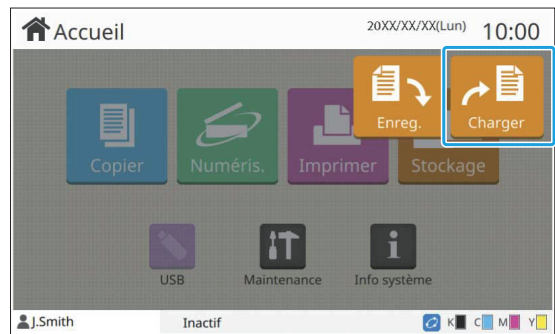 Accueil
20XX/XX/XX(Lun) 10:00
Enreg. Charger
Copier Numéris. Imprimer Stockage
USB Maintenance Info système
J.Smith Inactif K C M Y